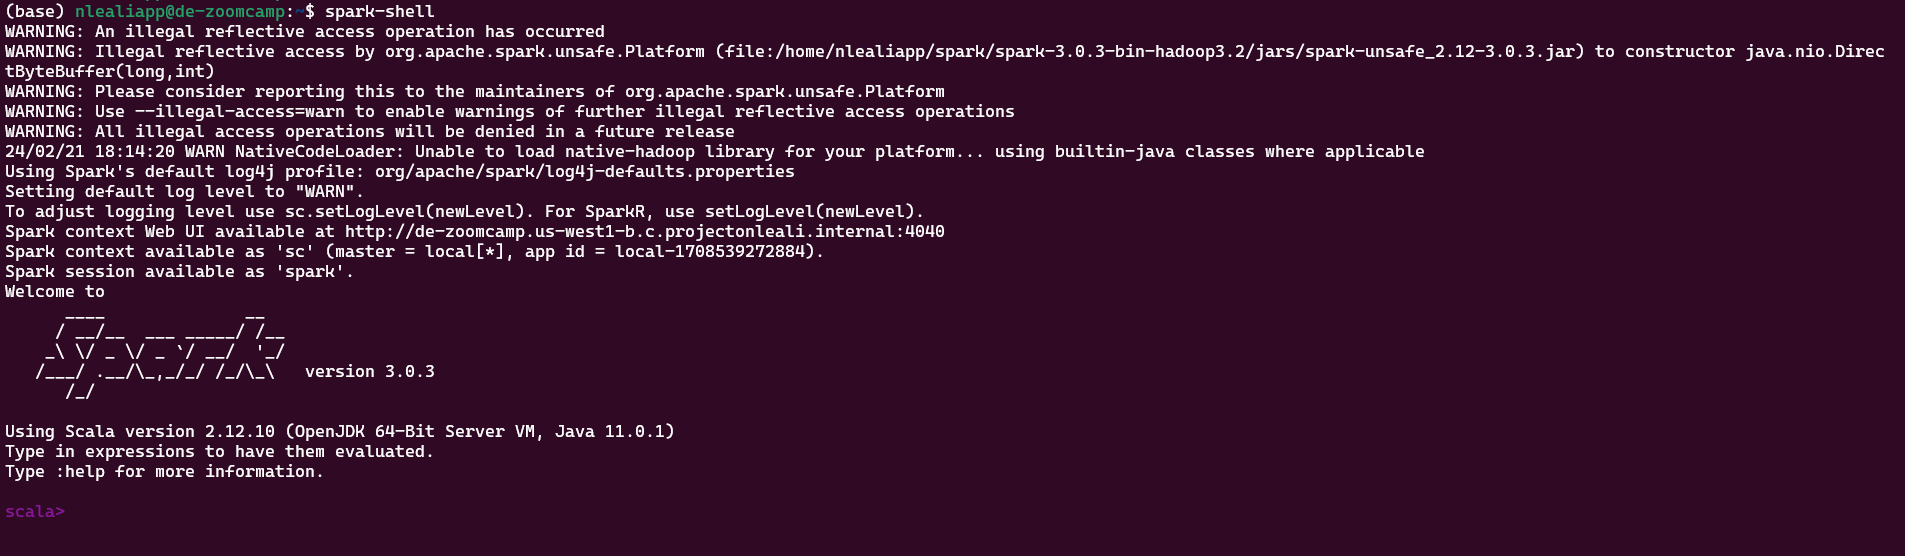 (base) nlealiapp@de-zoomcamp:~$ spark-shell
WARNING: An illegal reflective access operation has occurred
WARNING: Illegal reflective access by org.apache.spark.unsafe.Platform (file:/home/nlealiapp/spark/spark-3.0.3-bin-hadoop3.2/jars/spark-unsafe_2.12-3.0.3.jar) to constructor java.nio.Direc
tByteBuffer(long,int)
WARNING: Please consider reporting this to the maintainers of org.apache.spark.unsafe.Platform
WARNING: Use --illegal-access=warn to enable warnings of further illegal reflective access operations
WARNING: All illegal access operations will be denied in a future release
24/02/21 18:14:20 WARN NativeCodeLoader: Unable to load native-hadoop library for your platform... using builtin-java classes where applicable
Using Spark's default log4j profile: org/apache/spark/log4j-defaults.properties
Setting default log level to "WARN".
To adjust logging level use sc.setLogLevel(newLevel). For SparkR, use setLogLevel(newLevel).
Spark context Web UI available at http://de-zoomcamp.us-west1-b.c.projectonleali.internal:4040
Spark context available as 'sc' (master = local[*], app id = local-1708539272884).
Spark session available as 'spark'.
Welcome to
      ____              __
     / __/__  ___ _____/ /__
    _\ \/ _ \/ _ `/ __/  '_/
   /___/ .__/\_,_/_/ /_/\_\   version 3.0.3
      /_/
Using Scala version 2.12.10 (OpenJDK 64-Bit Server VM, Java 11.0.1)
Type in expressions to have them evaluated.
Type :help for more information.
scala>